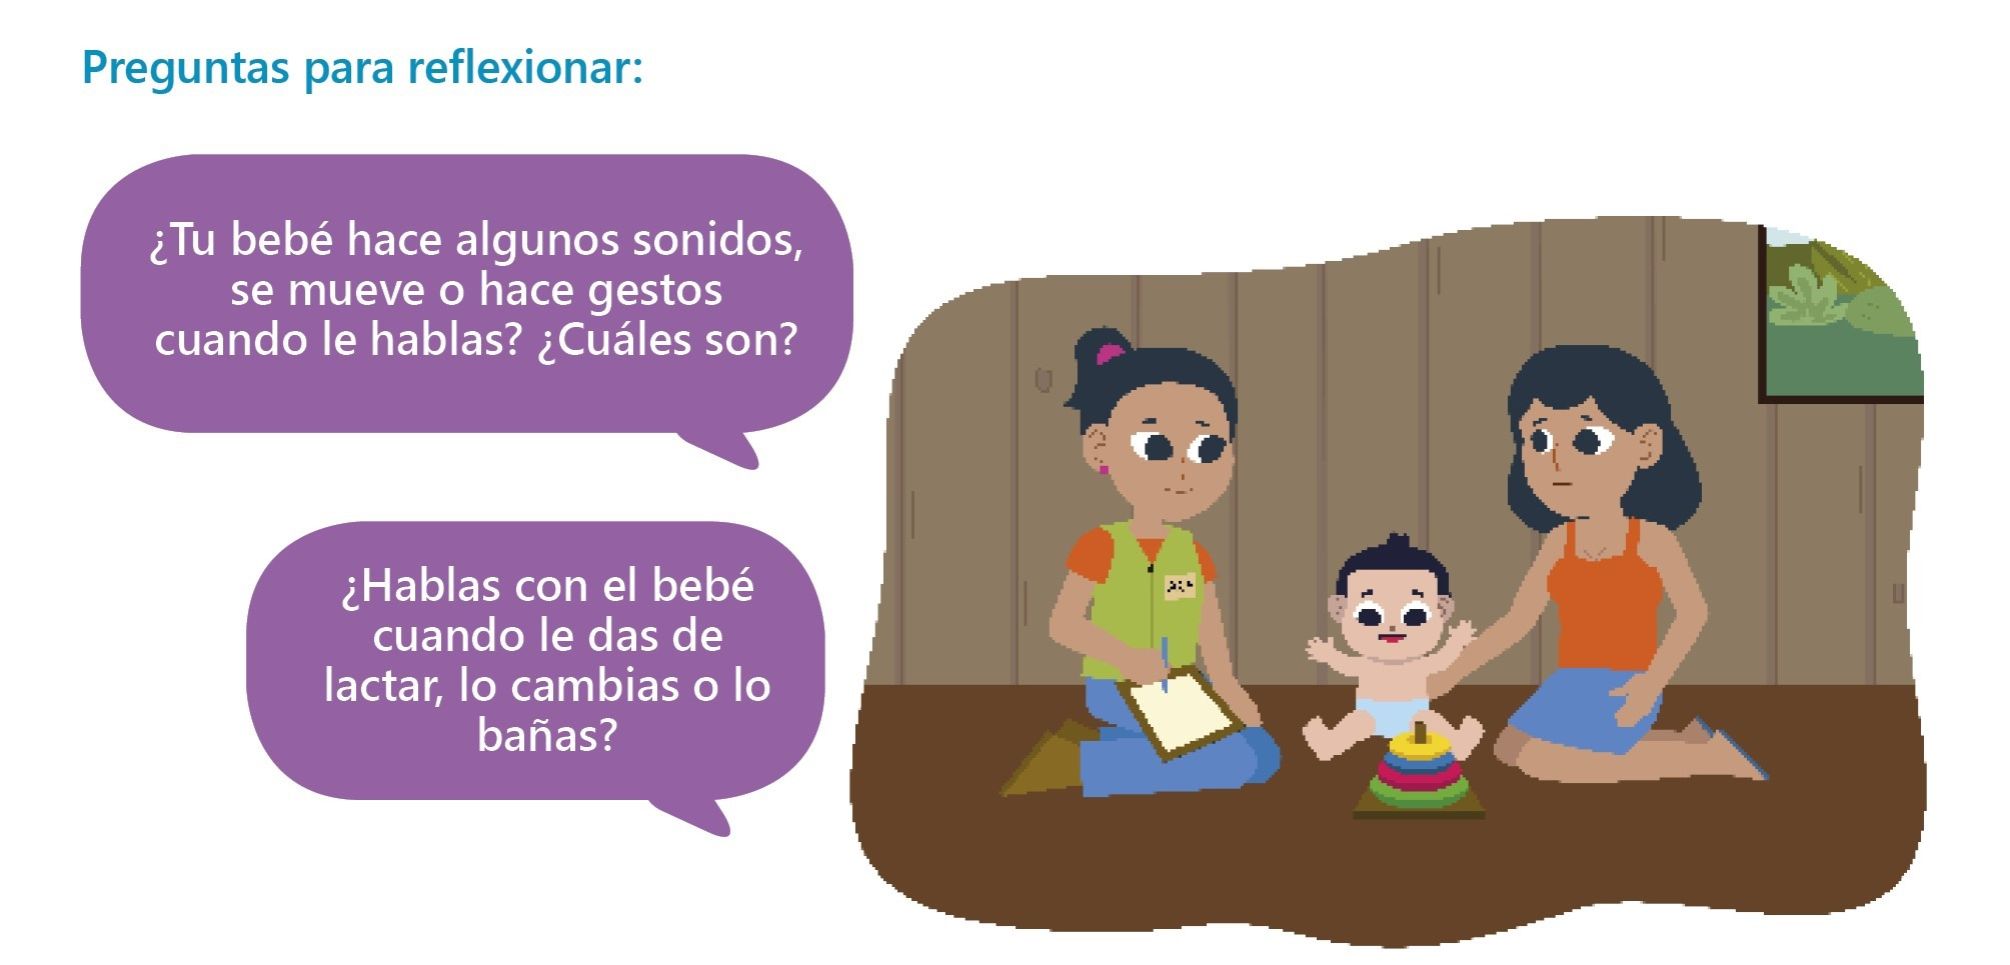 Preguntas para reflexionar:
¿Tu bebé hace algunos sonidos,
se mueve o hace gestos
cuando le hablas? ¿Cuáles son?
¿Hablas con el bebé
cuando le das de
lactar, lo cambias o lo
bañas?